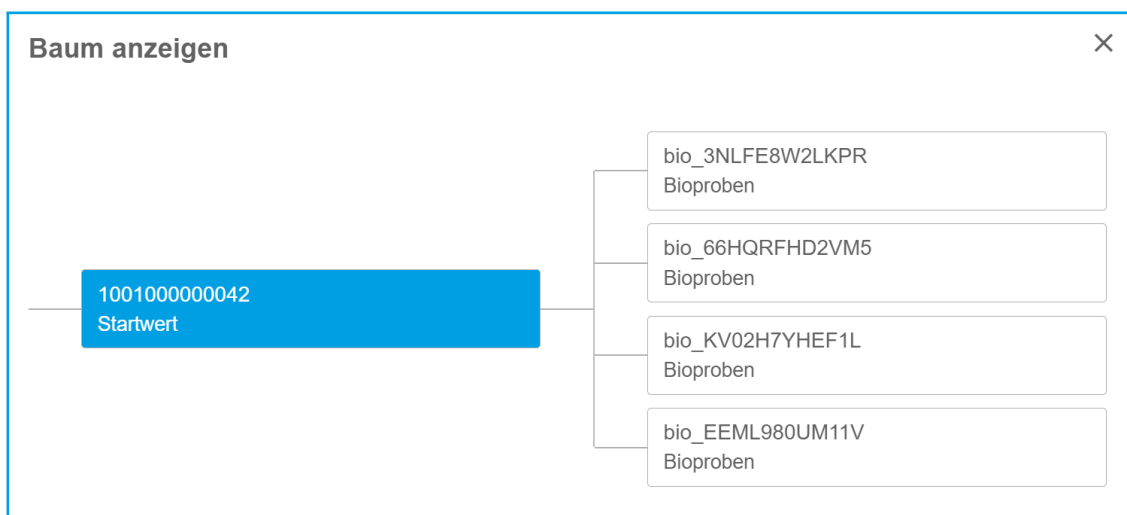 Baum anzeigen
1001000000042
Startwert
bio_3NLFE8W2LKPR
Bioproben
bio_66HQRFHD2VM5
Bioproben
bio_KV02H7YHEF1L
Bioproben
bio_EEML980UM11V
Bioproben